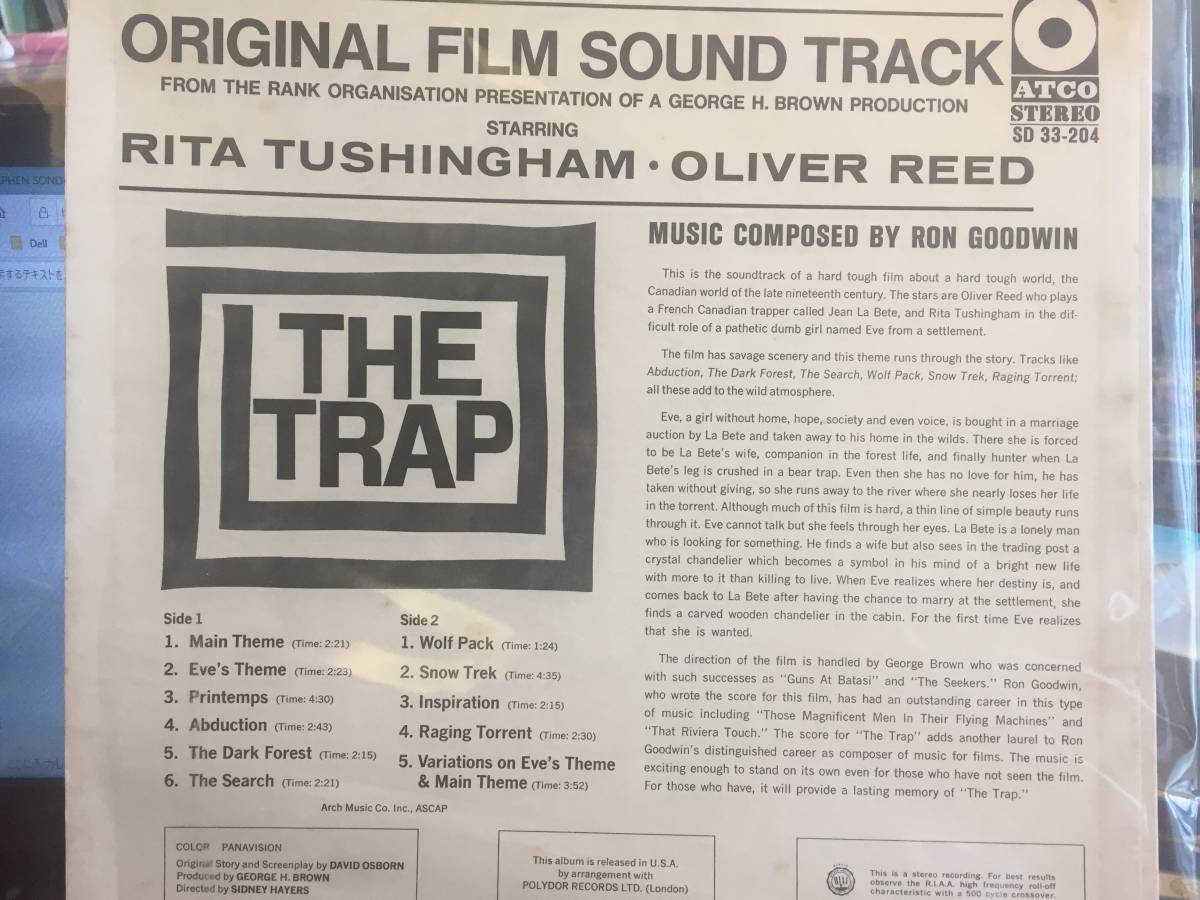 ORIGINAL FILM SOUND TRACK
FROM THE RANK ORGANISATION PRESENTATION OF A GEORGE H. BROWN PRODUCTION
STARRING
RITA TUSHINGHAM • OLIVER REED
ATCO
STEREO
SD 33-204
Dell
THE
TRAP
MUSIC COMPOSED BY RON GOODWIN
This is the soundtrack of a hard tough film about a hard tough world, the
Canadian world of the late nineteenth century. The stars are Oliver Reed who plays
a French Canadian trapper called Jean La Bete, and Rita Tushingham in the dif-
ficult role of a pathetic dumb girl named Eve from a settlement.
The film has savage scenery and this theme runs through the story. Tracks like
Abduction, The Dark Forest, The Search, Wolf Pack, Snow Trek, Raging Torrent;
all these add to the wild atmosphere.
Eve, a girl without home, hope, society and even voice, is bought in a marriage
auction by La Bete and taken away to his home in the wilds. There she is forced
to be La Bete's wife, companion in the forest life, and finally hunter when La
Bete's leg is crushed in a bear trap. Even then she has no love for him, he has
taken without giving, so she runs away to the river where she nearly loses her life
in the torrent. Although much of this film is hard, a thin line of simple beauty runs
through it. Eve cannot talk but she feels through her eyes. La Bete is a lonely man
who is looking for something. He finds a wife but also sees in the trading post a
crystal chandelier which becomes a symbol in his mind of a bright new life
with more to it than killing to live. When Eve realizes where her destiny is, and
comes back to La Bete after having the chance to marry at the settlement, she
finds a carved wooden chandelier in the cabin. For the first time Eve realizes
that she is wanted.
The direction of the film is handled by George Brown who was concerned
with such successes as "Guns At Batasi" and "The Seekers." Ron Goodwin,
who wrote the score for this film, has had an outstanding career in this type
of music including "Those Magnificent Men In Their Flying Machines" and
"That Riviera Touch." The score for "The Trap" adds another laurel to Ron
Goodwin's distinguished career as composer of music for films. The music is
exciting enough to stand on its own even for those who have not seen the film.
For those who have, it will provide a lasting memory of "The Trap."
Side 1
1. Main Theme (Time: 2:21)
2. Eve's Theme (Time: 2:23)
3. Printemps (Time: 4:30)
4. Abduction (Time: 2:43)
5. The Dark Forest (Time: 2:15)
6. The Search (Time: 2:21)
Side 2
1. Wolf Pack (Time: 1:24)
2. Snow Trek (Time: 4:35)
3. Inspiration (Time: 2:15)
4. Raging Torrent (Time: 2:30)
5. Variations on Eve's Theme
& Main Theme (Time: 3:52)
Arch Music Co. Inc., ASCAP
COLOR PANAVISION
Original Story and Screenplay by DAVID OSBORN
Produced by GEORGE H. BROWN
Directed by SIDNEY HAYERS
This album is released in U.S.A.
by arrangement with
POLYDOR RECORDS LTD. (London)
This is a stereo recording. For best results
observe the R.I.A.A. high frequency roll-off
characteristic with a 500 cycle crossover.